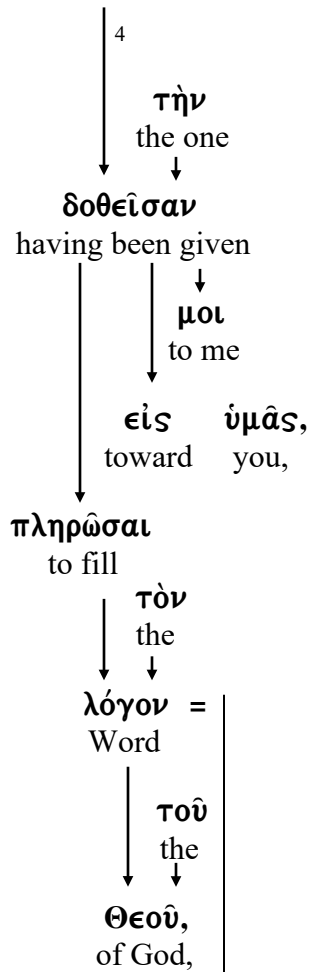 4
τὴν
the one
δοθεῖσαν
having been given
μοι
to me
εἰς ὑμᾶς,
toward you,
πληρῶσαι
to fill
τὸν
the
λόγον =
Word
τοῦ
the
Θεοῦ,
of God,